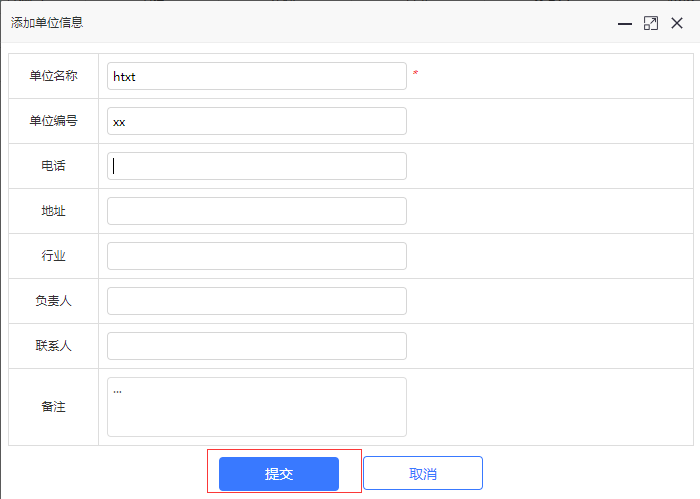 添加单位信息
单位名称 htxt *
单位编号 xx
电话
地址
行业
负责人
联系人
备注 ...
提交 取消